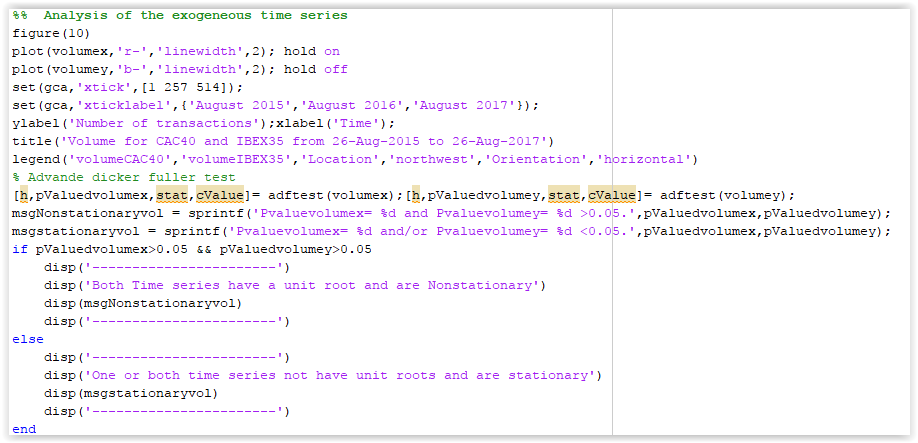 %%  Analysis of the exogeneous time series
figure(10)
plot(volumex,'r-','linewidth',2); hold on
plot(volumey,'b-','linewidth',2); hold off
set(gca,'xtick',[1 257 514]);
set(gca,'xticklabel',{'August 2015','August 2016','August 2017'});
ylabel('Number of transactions');xlabel('Time');
title('Volume for CAC40 and IBEX35 from 26-Aug-2015 to 26-Aug-2017')
legend('volumeCAC40','volumeIBEX35','Location','northwest','Orientation','horizontal')
% Advande dicker fuller test
[h,pValuedvolumex,stat,cValue]= adftest(volumex);[h,pValuedvolumey,stat,cValue]= adftest(volumey);
msgNonstationaryvol = sprintf('Pvaluevolumex= %d and Pvaluevolumey= %d >0.05.',pValuedvolumex,pValuedvolumey);
msgstationaryvol = sprintf('Pvaluevolumex= %d and/or Pvaluevolumey= %d <0.05.',pValuedvolumex,pValuedvolumey);
if pValuedvolumex>0.05 && pValuedvolumey>0.05
    disp('-----------------------')
    disp('Both Time series have a unit root and are Nonstationary')
    disp(msgNonstationaryvol)
    disp('-----------------------')
else
    disp('-----------------------')
    disp('One or both time series not have unit roots and are stationary')
    disp(msgstationaryvol)
    disp('-----------------------')
end